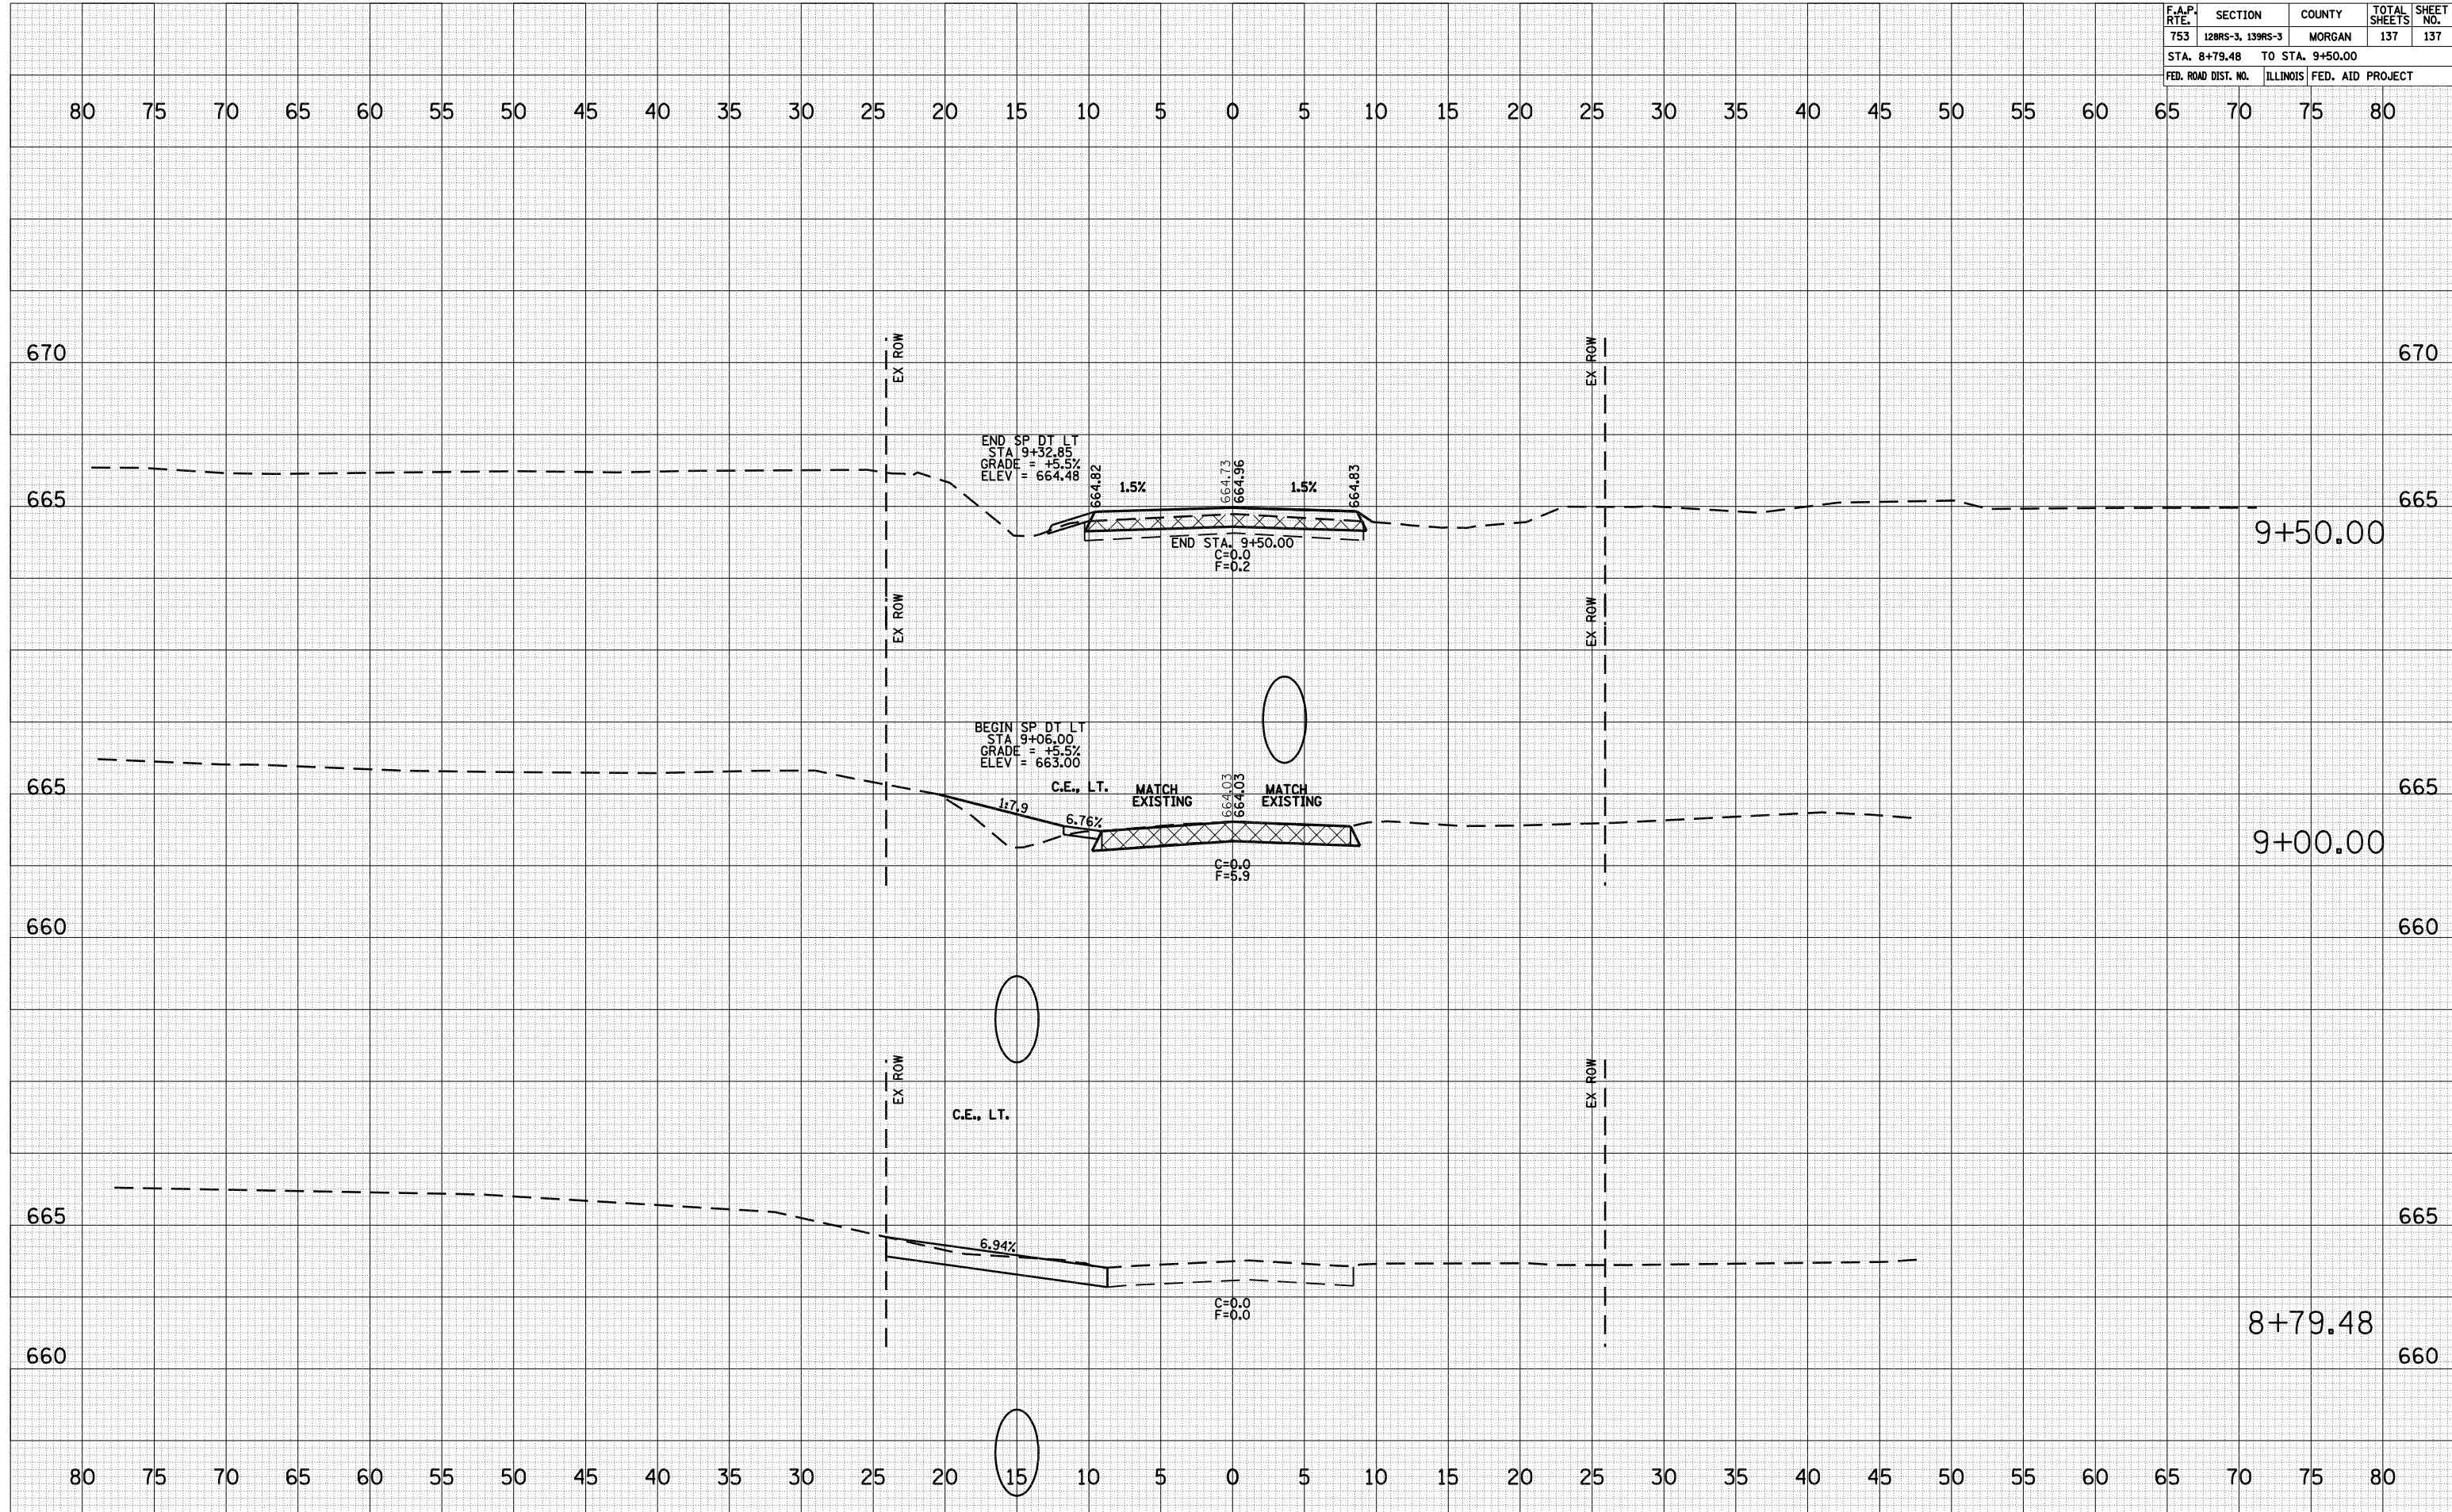 F.A.P. RTE. SECTION COUNTY TOTAL SHEETS SHEET NO.
753 128RS-3, 139RS-3 MORGAN 137 137
STA. 8+79.48 TO STA. 9+50.00
FED. ROAD DIST. NO. ILLINOIS FED. AID PROJECT
80 75 70 65 60 55 50 45 40 35 30 25 20 15 10 5 0 5 10 15 20 25 30 35 40 45 50 55 60 65 70 75 80
670 670
EX ROW
EX ROW
END SP DT LT
STA 9+32.85
GRADE = +5.5%
ELEV = 664.48
664.82
1.5%
664.73
664.96
1.5%
664.83
665 665
9+50.00
END STA. 9+50.00
C=0.0
F=0.2
EX ROW
EX ROW
BEGIN SP DT LT
STA 9+06.00
GRADE = +5.5%
ELEV = 663.00
C.E., LT.
MATCH
EXISTING
664.03
664.03
MATCH
EXISTING
665 665
1:7.9
6.76%
9+00.00
C=0.0
F=5.9
660 660
EX ROW
EX ROW
C.E., LT.
665 665
6.94%
C=0.0
F=0.0
8+79.48
660 660
80 75 70 65 60 55 50 45 40 35 30 25 20 15 10 5 0 5 10 15 20 25 30 35 40 45 50 55 60 65 70 75 80